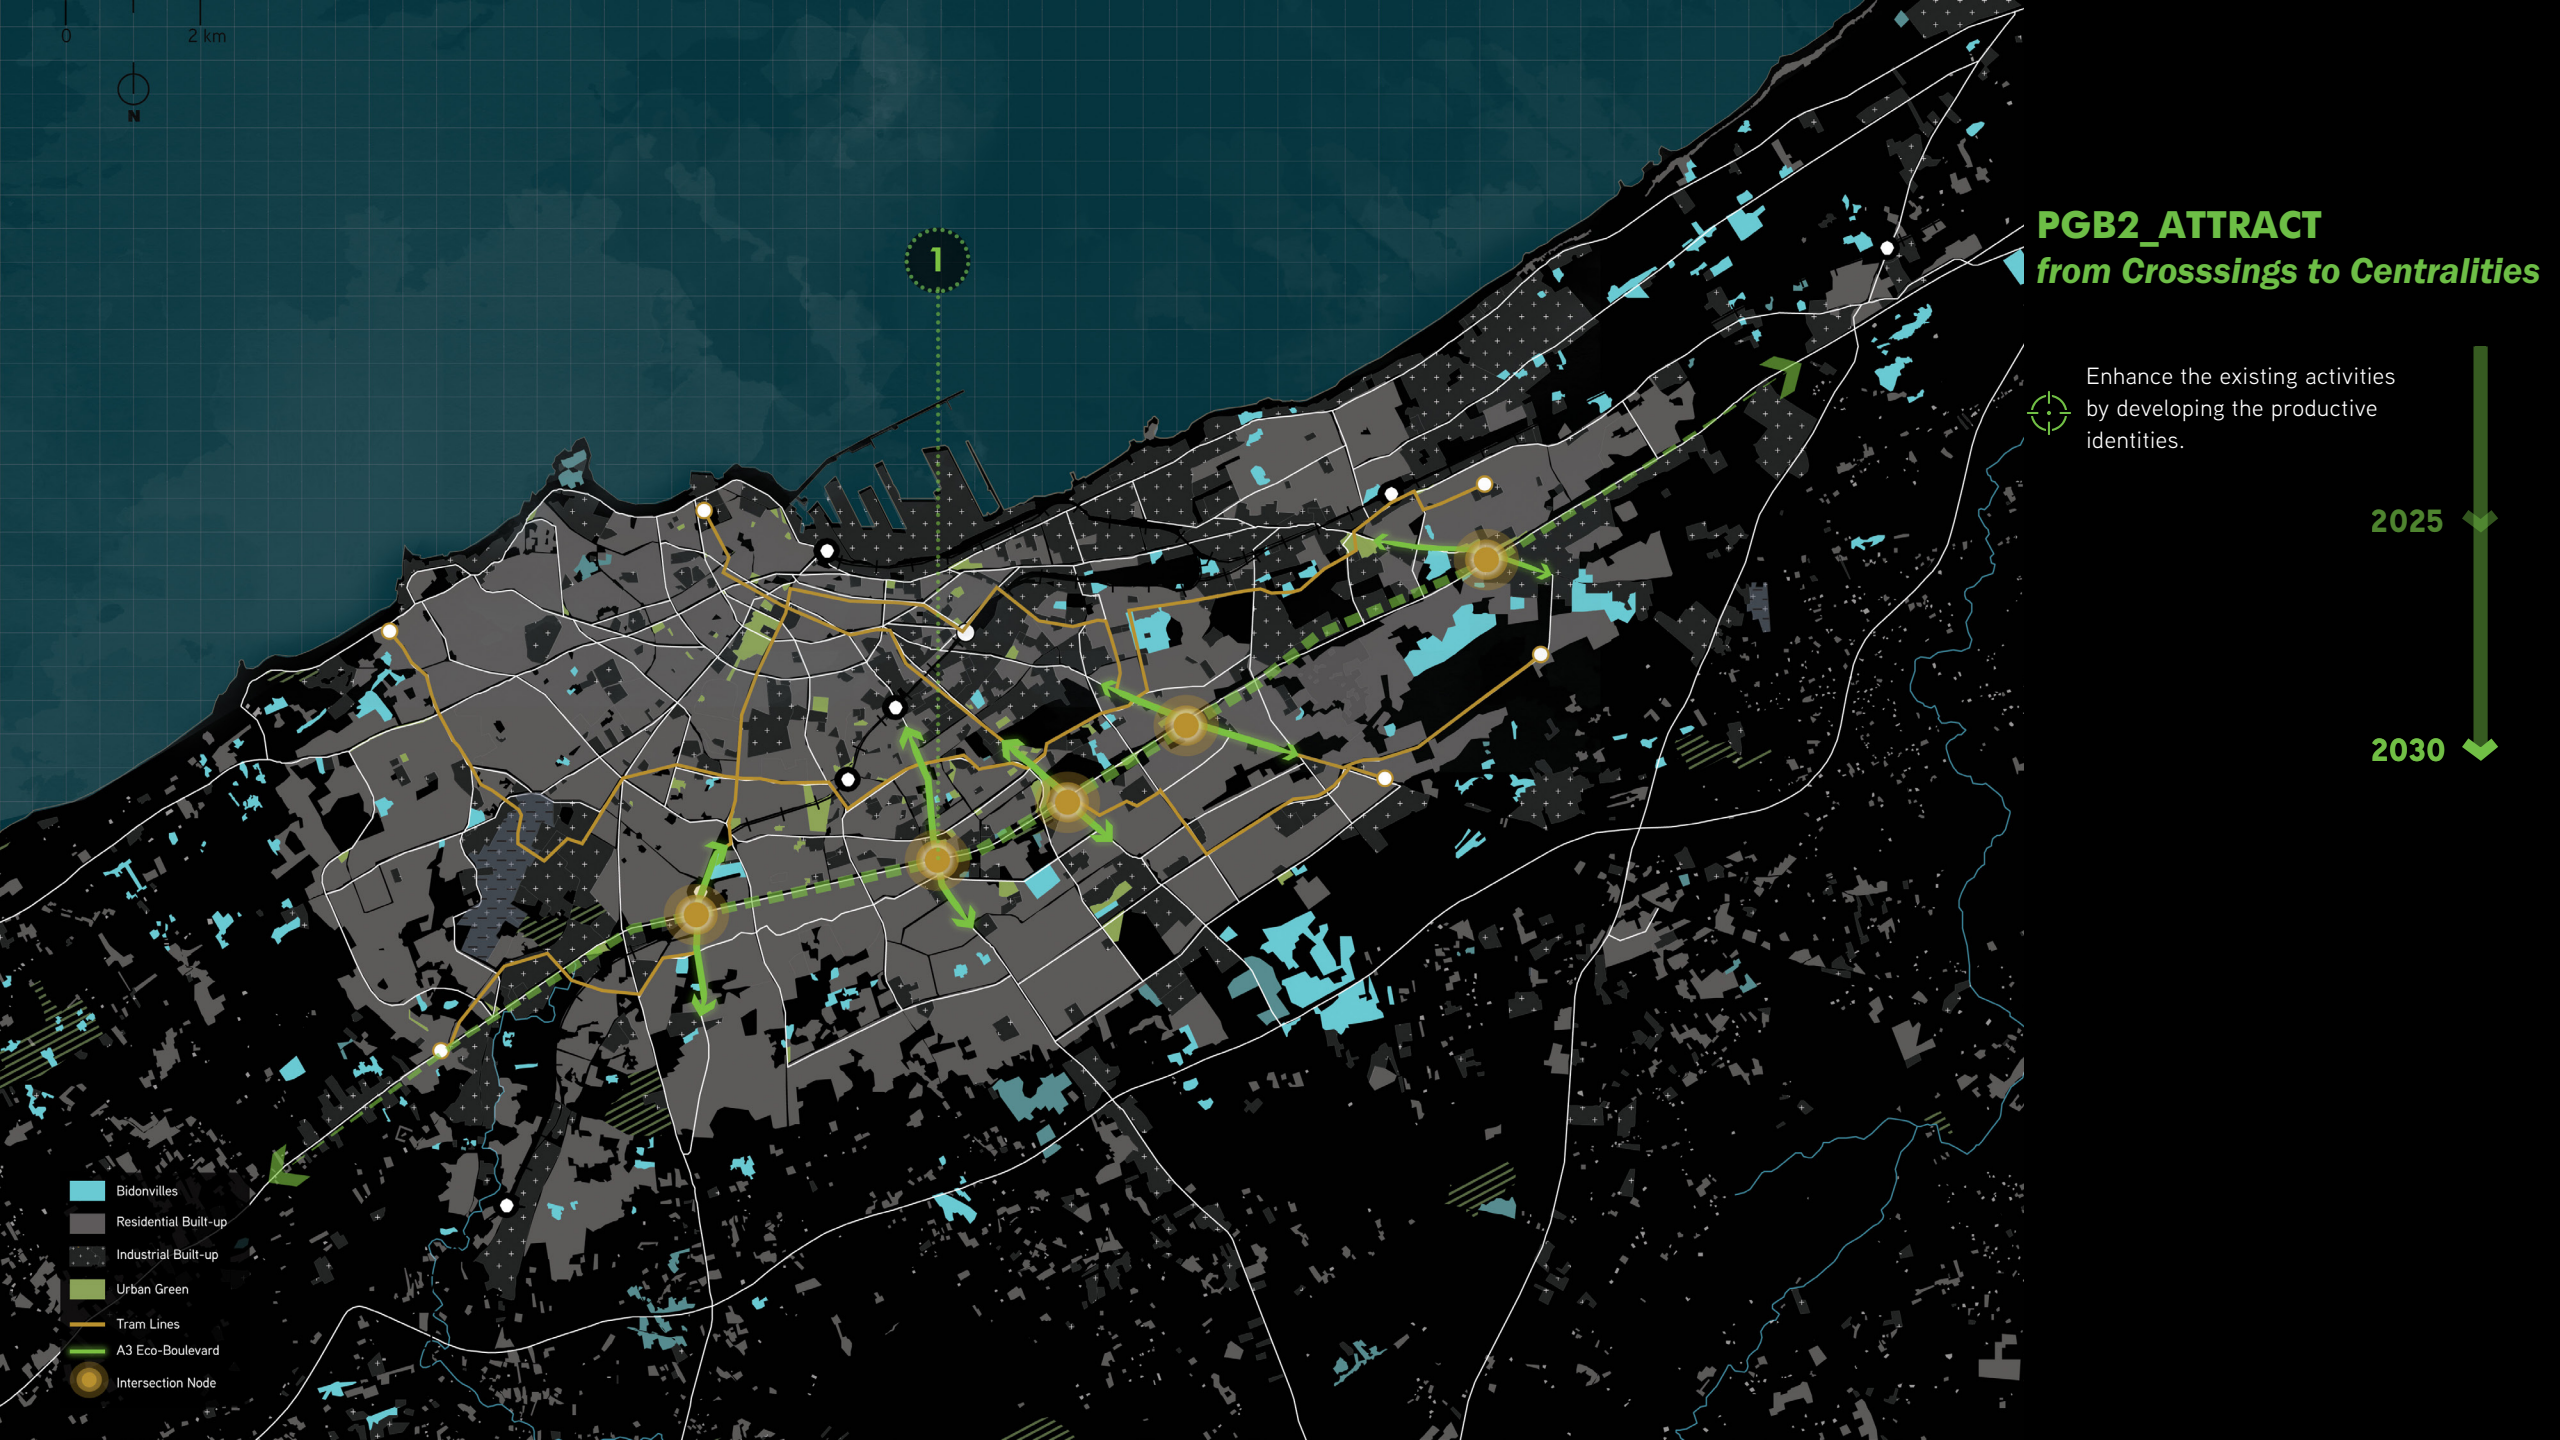 0 2 km
N
1
PGB2_ATTRACT
from Crosssings to Centralities
Enhance the existing activities
by developing the productive
identities.
2025
2030
Bidonvilles
Residential Built-up
Industrial Built-up
Urban Green
Tram Lines
A3 Eco-Boulevard
Intersection Node